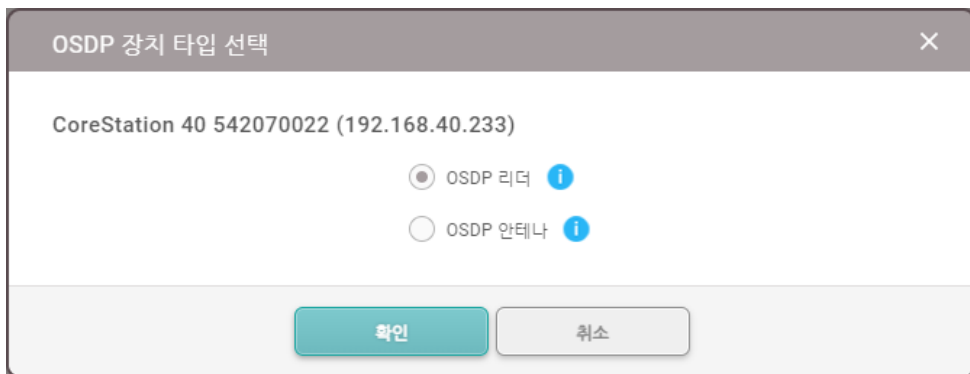 OSDP 장치 타입 선택
CoreStation 40 542070022 (192.168.40.233)
OSDP 리더
OSDP 안테나
확인 취소